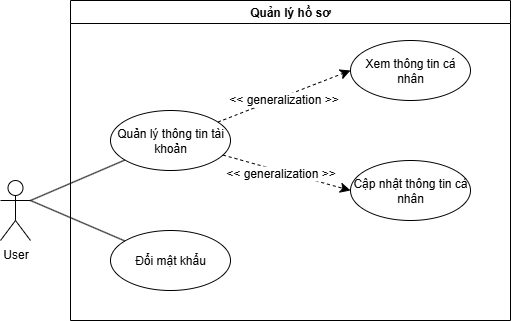 Quản lý hồ sơ
Xem thông tin cá
nhân
<< generalization >>
Quản lý thông tin tài
khoản
<< generalization >>
Cập nhật thông tin cá
nhân
Đổi mật khẩu
User